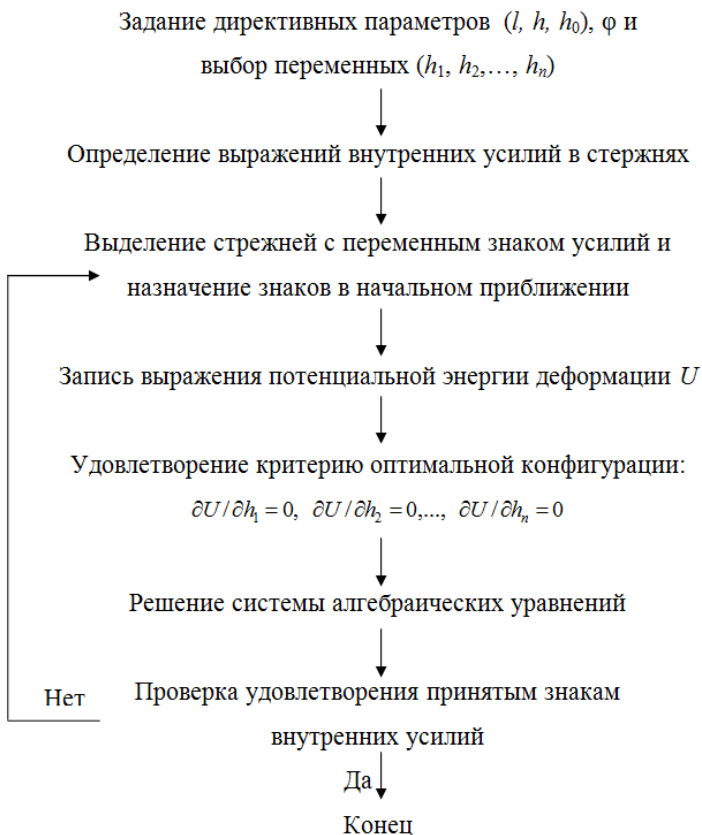 Задание директивных параметров (l, h, h₀), φ и
выбор переменных (h₁, h₂,…, hₙ)
Определение выражений внутренних усилий в стержнях
Выделение стрежней с переменным знаком усилий и
назначение знаков в начальном приближении
Запись выражения потенциальной энергии деформации U
Удовлетворение критерию оптимальной конфигурации:
∂U/∂h₁ = 0, ∂U/∂h₂ = 0,..., ∂U/∂hₙ = 0
Решение системы алгебраических уравнений
Нет
Проверка удовлетворения принятым знакам
внутренних усилий
Да
Конец